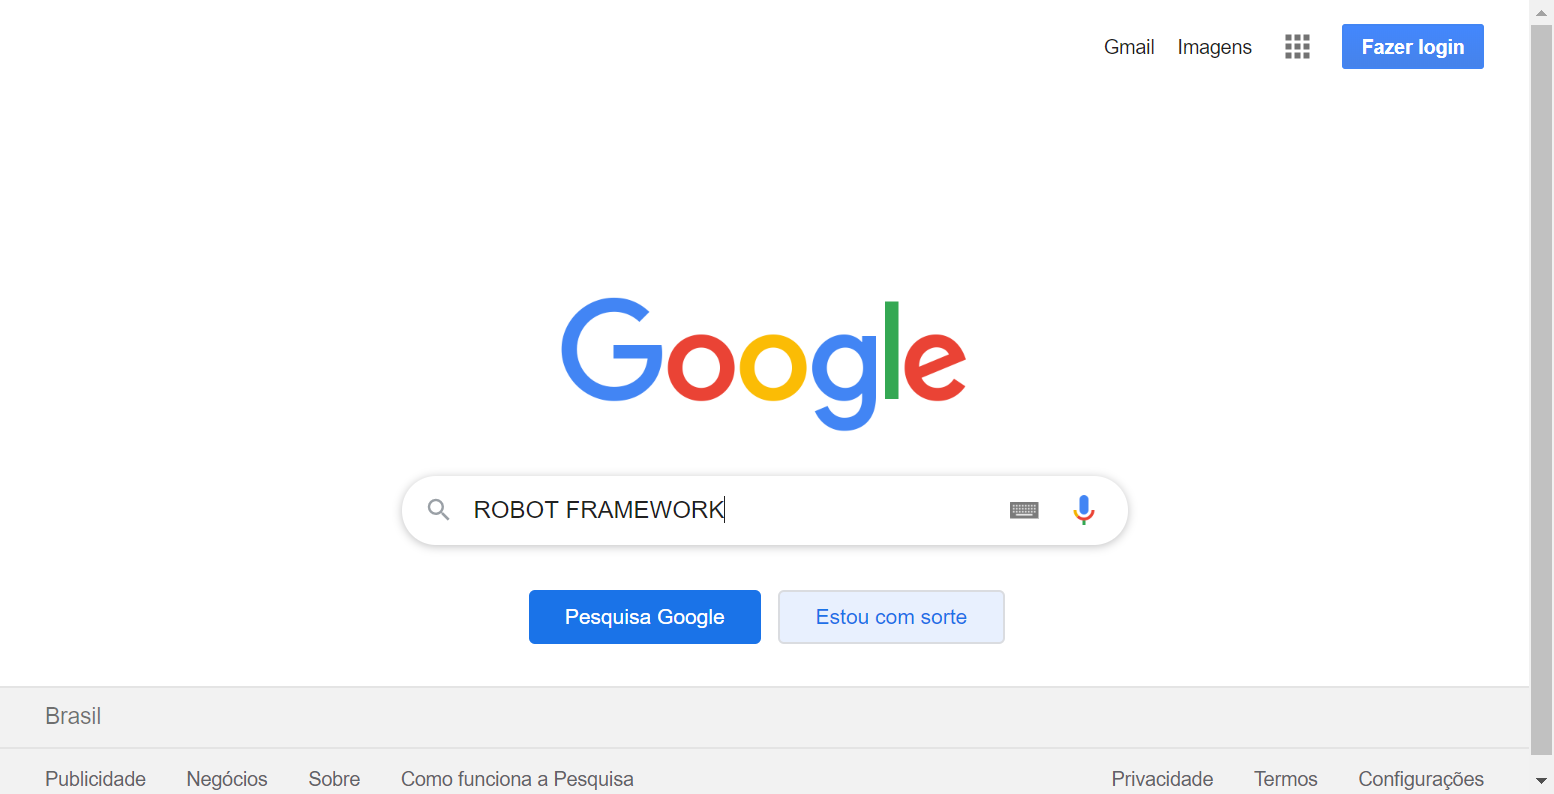 Gmail Imagens Fazer login
Google
ROBOT FRAMEWORK
Pesquisa Google Estou com sorte
Brasil
Publicidade Negócios Sobre Como funciona a Pesquisa Privacidade Termos Configurações